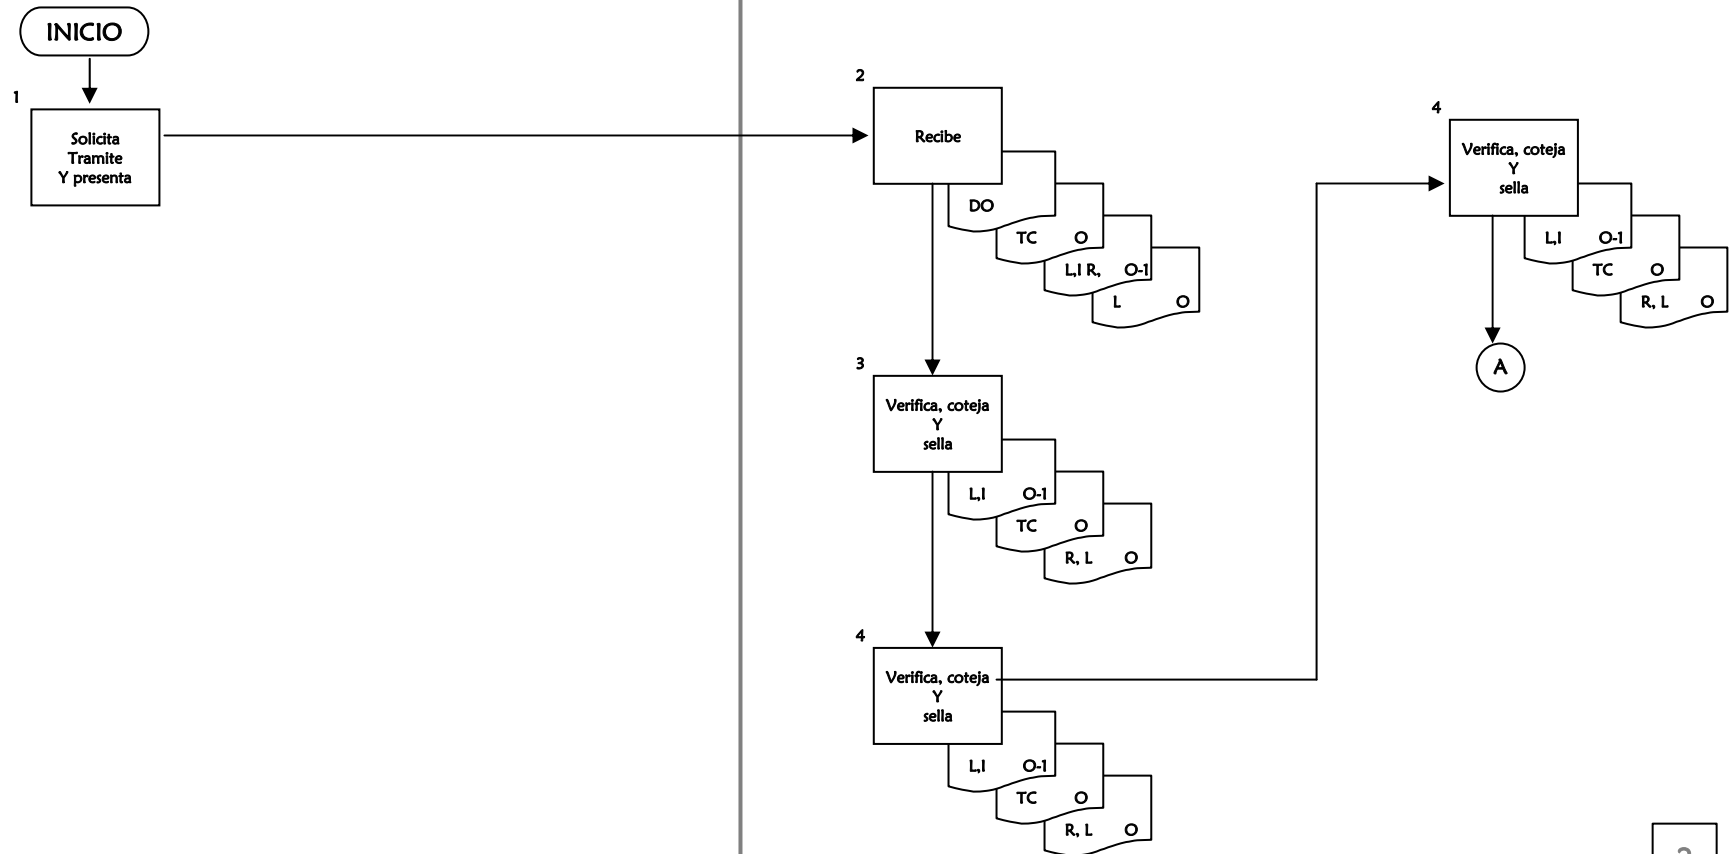 INICIO
1
Solicita
Tramite
Y presenta
2
Recibe
DO
TC O
L,I R, O-1
L O
3
Verifica, coteja
Y
sella
L,I O-1
TC O
R, L O
4
Verifica, coteja
Y
sella
L,I O-1
TC O
R, L O
4
Verifica, coteja
Y
sella
L,I O-1
TC O
R, L O
A